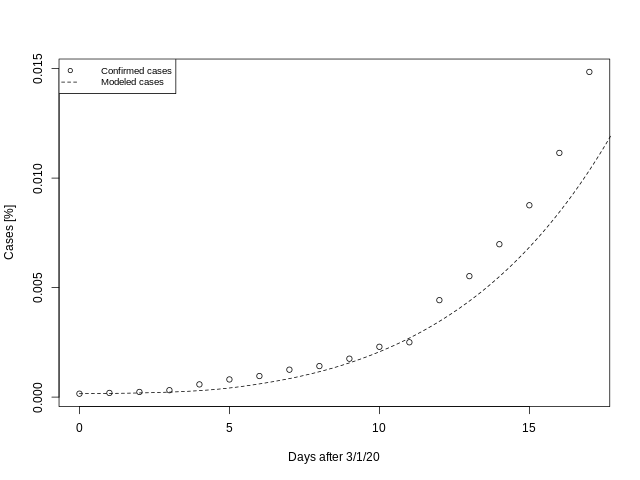 Confirmed cases
Modeled cases
Cases [%]
0.015
0.010
0.005
0.000
0 5 10 15
Days after 3/1/20